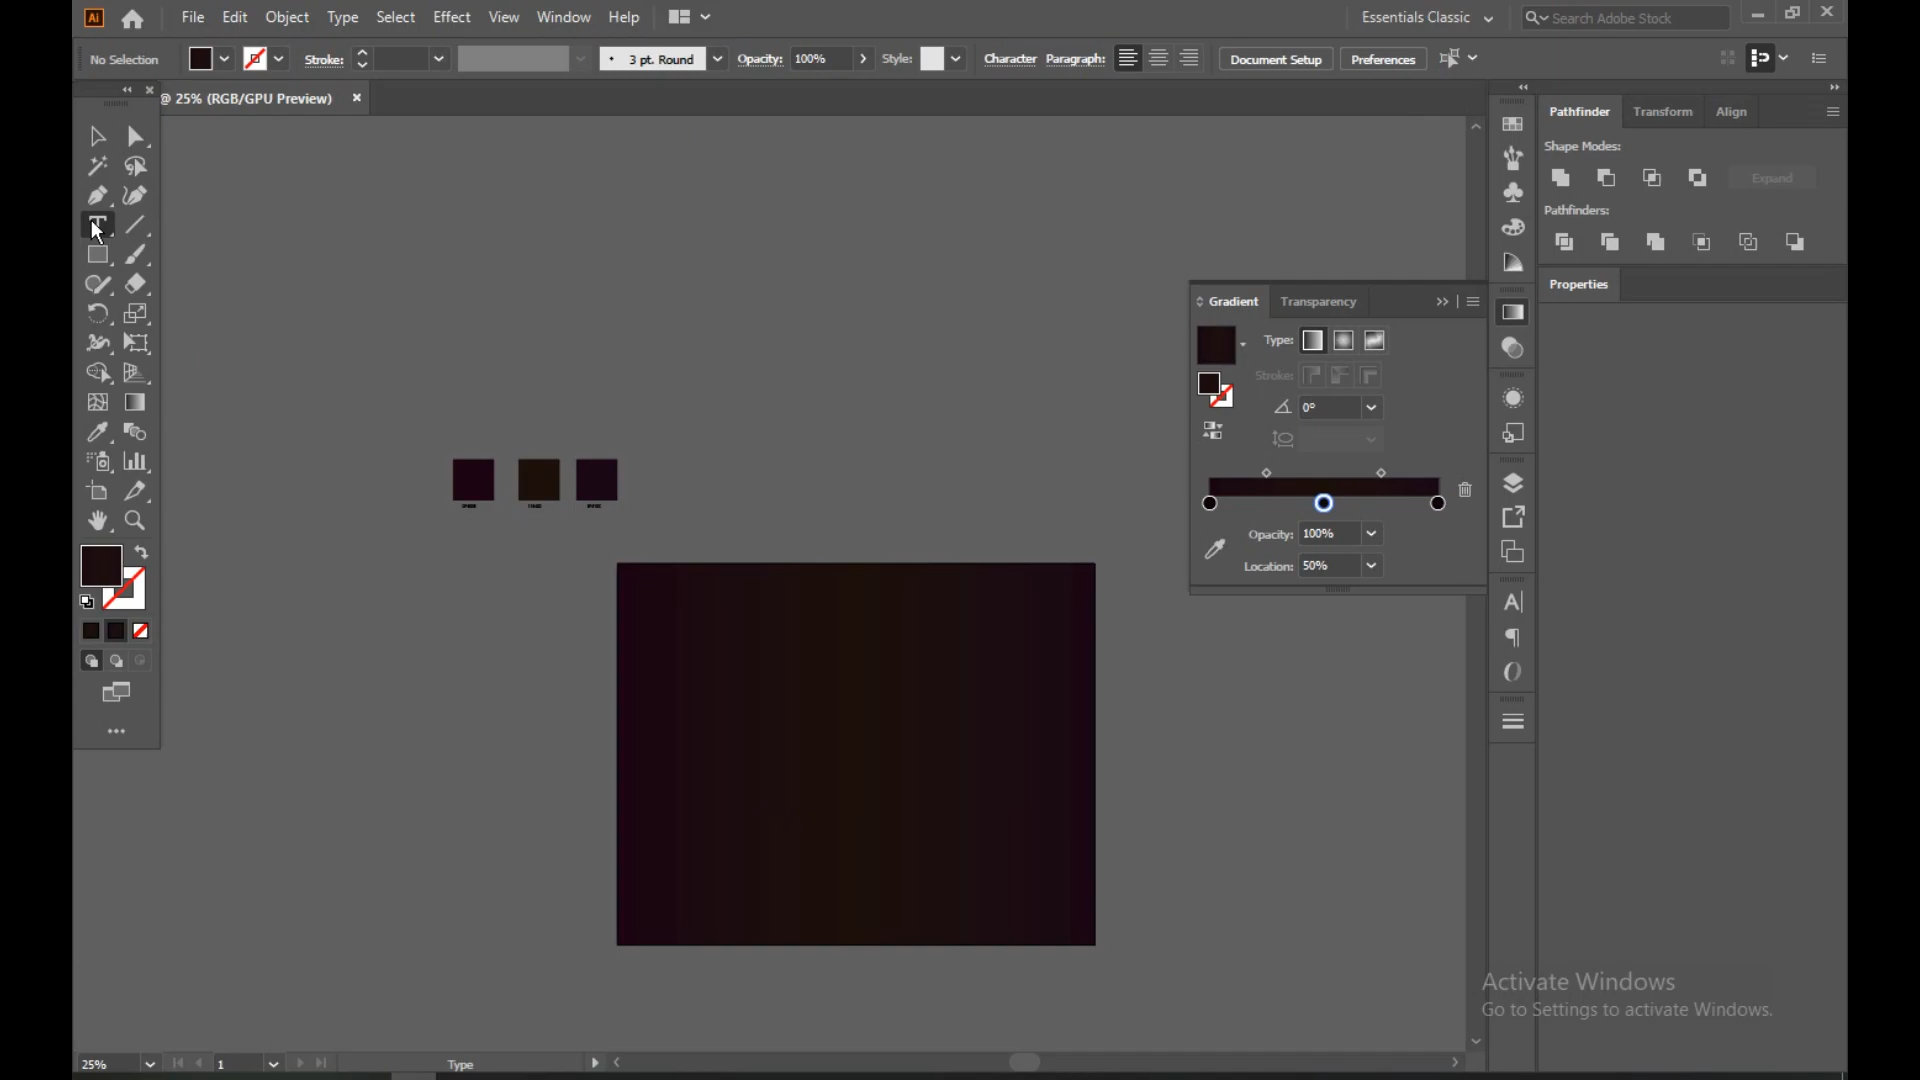 Ai File Edit Object Type Select Effect View Window Help Essentials Classic Search Adobe Stock
No Selection Stroke: 3 pt. Round Opacity: 100% Style: Character Paragraph: Document Setup Preferences
@ 25% (RGB/GPU Preview)
Pathfinder Transform Align
Shape Modes:
Expand
Pathfinders:
Properties
Gradient Transparency
Type:
Stroke:
0°
Opacity: 100%
Location: 50%
Activate Windows
Go to Settings to activate Windows.
25% 1 Type